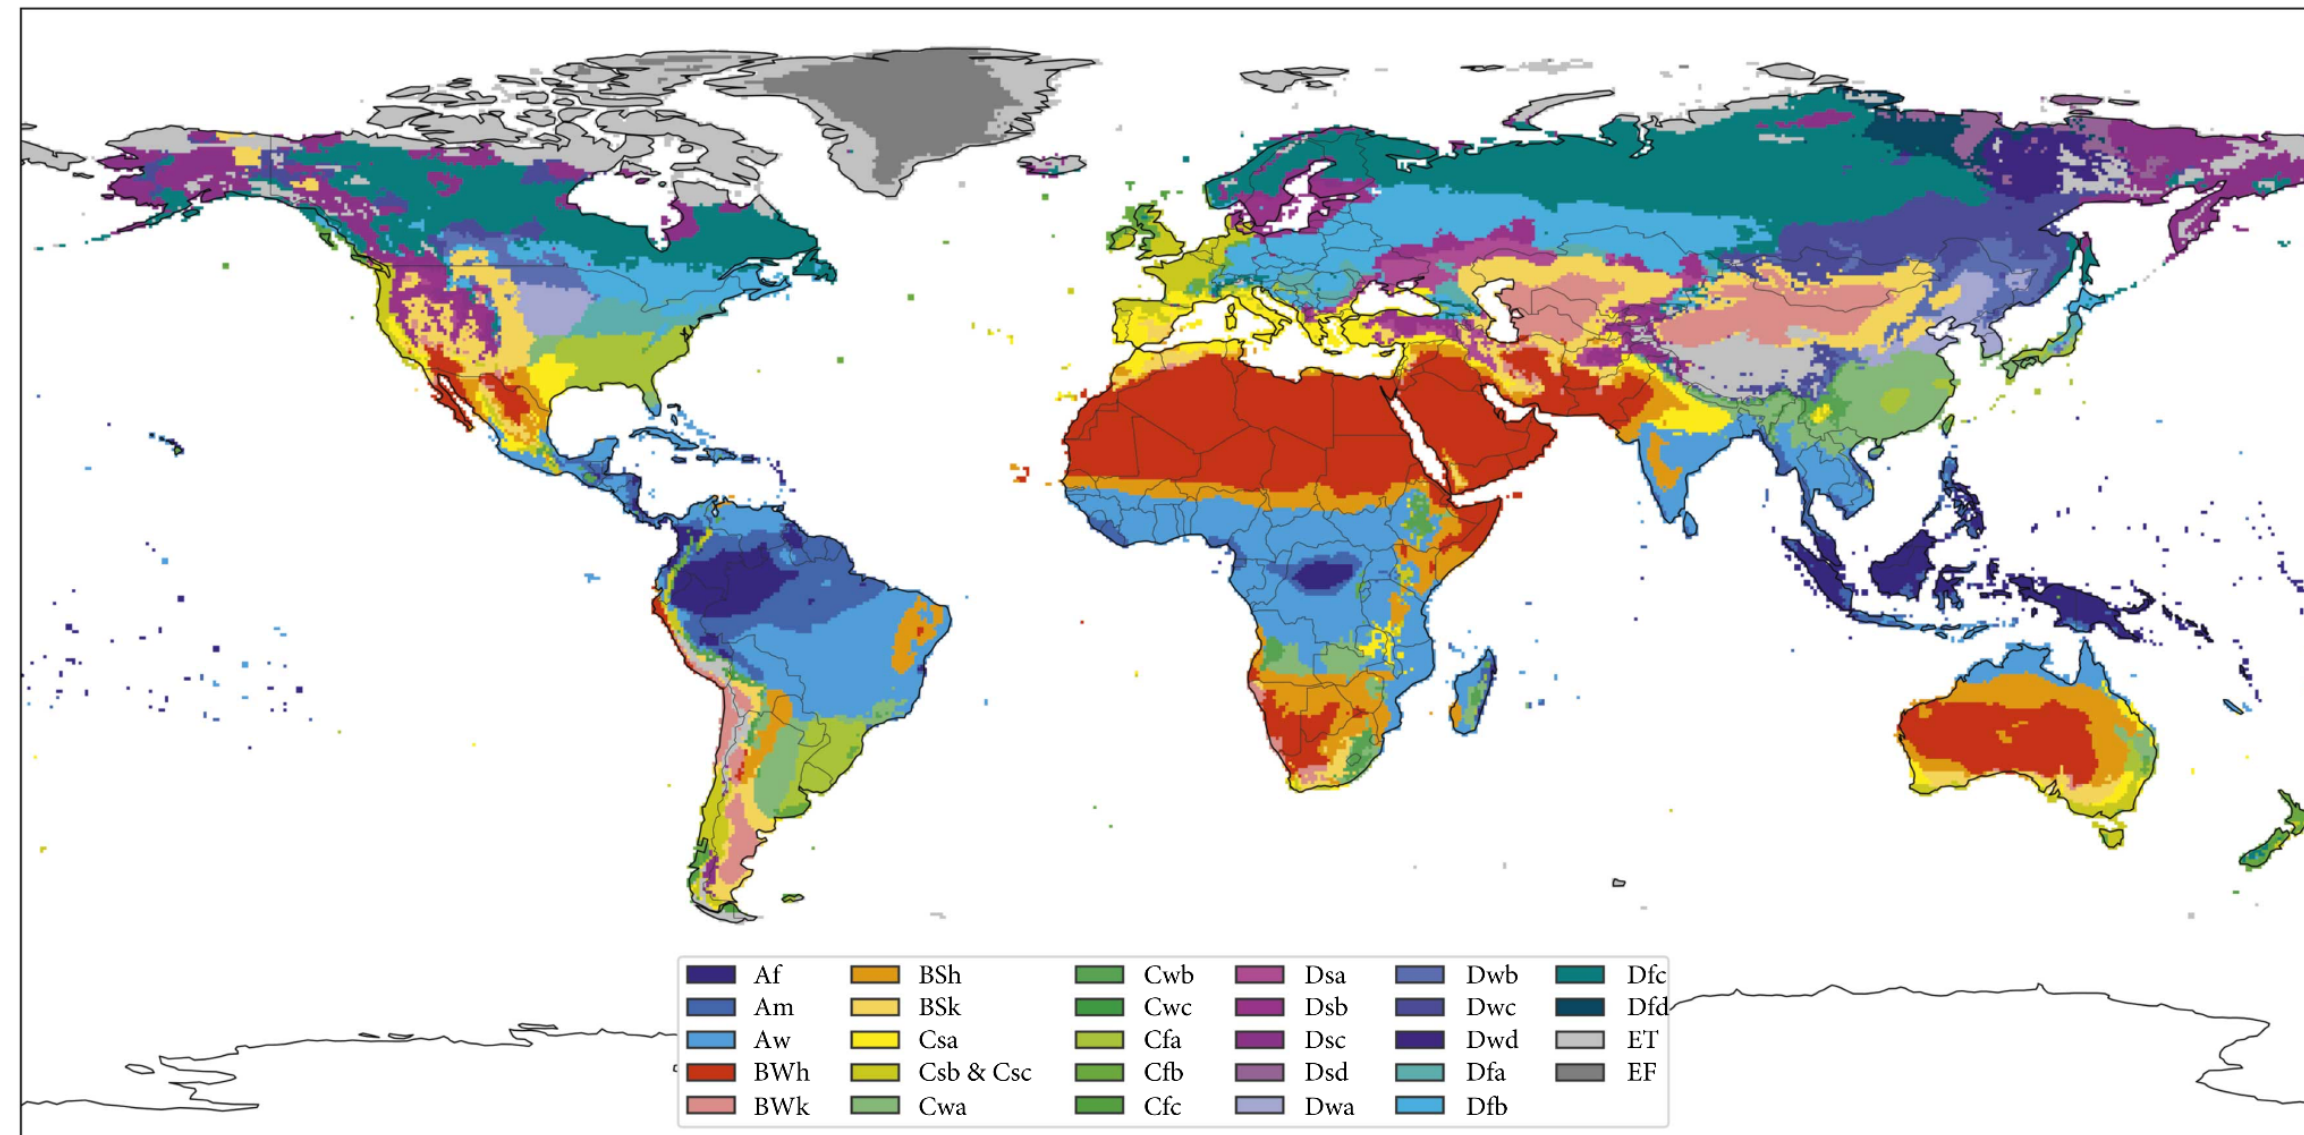 Af BSh Cwb Dsa Dwb Dfc
Am BSk Cwc Dsb Dwc Dfd
Aw Csa Cfa Dsc Dwd ET
BWh Csb & Csc Cfb Dsd Dfa EF
BWk Cwa Cfc Dwa Dfb